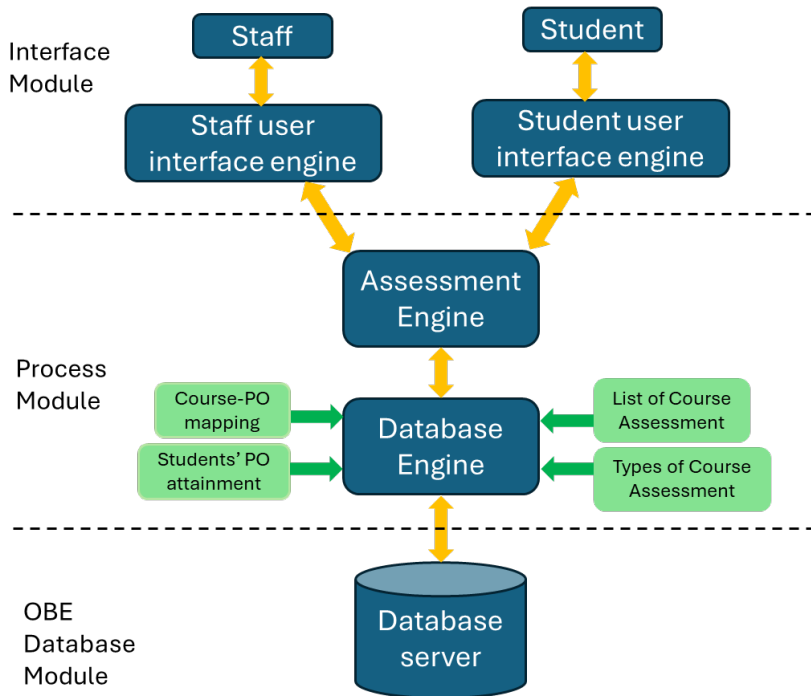 Interface
Module
Staff
Student
Staff user
interface engine
Student user
interface engine
Process
Module
Assessment
Engine
Course-PO
mapping
Students' PO
attainment
Database
Engine
List of Course
Assessment
Types of Course
Assessment
OBE
Database
Module
Database
server